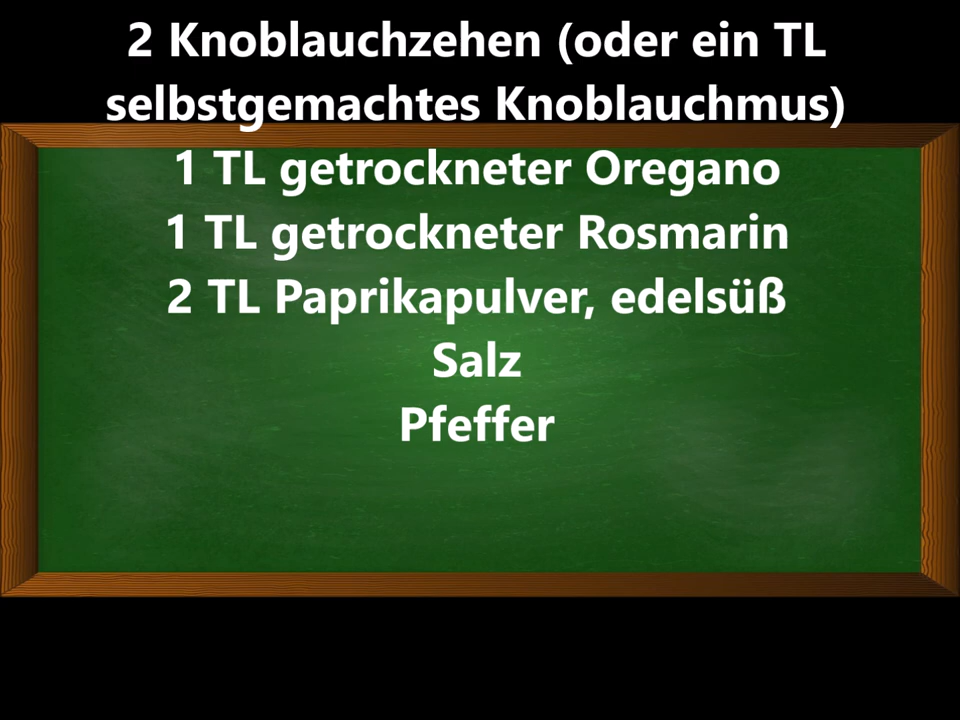 2 Knoblauchzehen (oder ein TL
selbstgemachtes Knoblauchmus)
1 TL getrockneter Oregano
1 TL getrockneter Rosmarin
2 TL Paprikapulver, edelsüß
Salz
Pfeffer